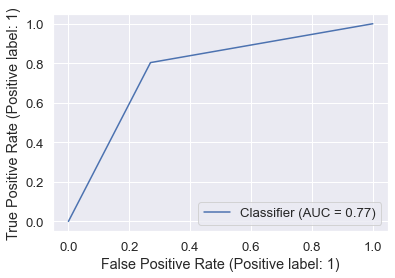 True Positive Rate (Positive label: 1)
1.0
0.8
0.6
0.4
0.2
0.0
Classifier (AUC = 0.77)
0.0 0.2 0.4 0.6 0.8 1.0
False Positive Rate (Positive label: 1)